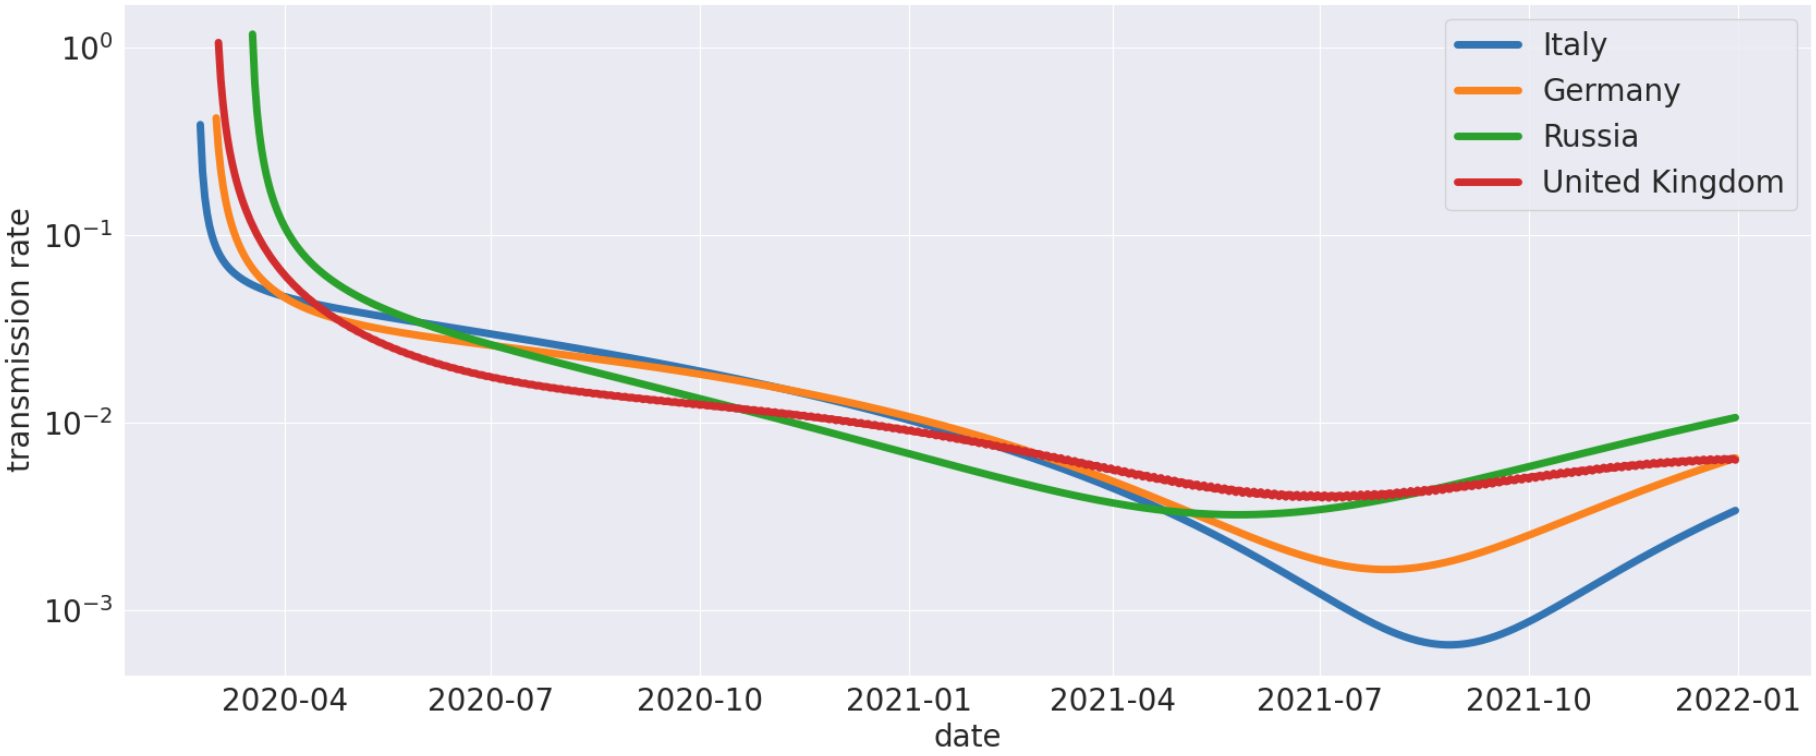 Italy
Germany
Russia
United Kingdom
transmission rate
10⁰
10⁻¹
10⁻²
10⁻³
2020-04 2020-07 2020-10 2021-01 2021-04 2021-07 2021-10 2022-01
date